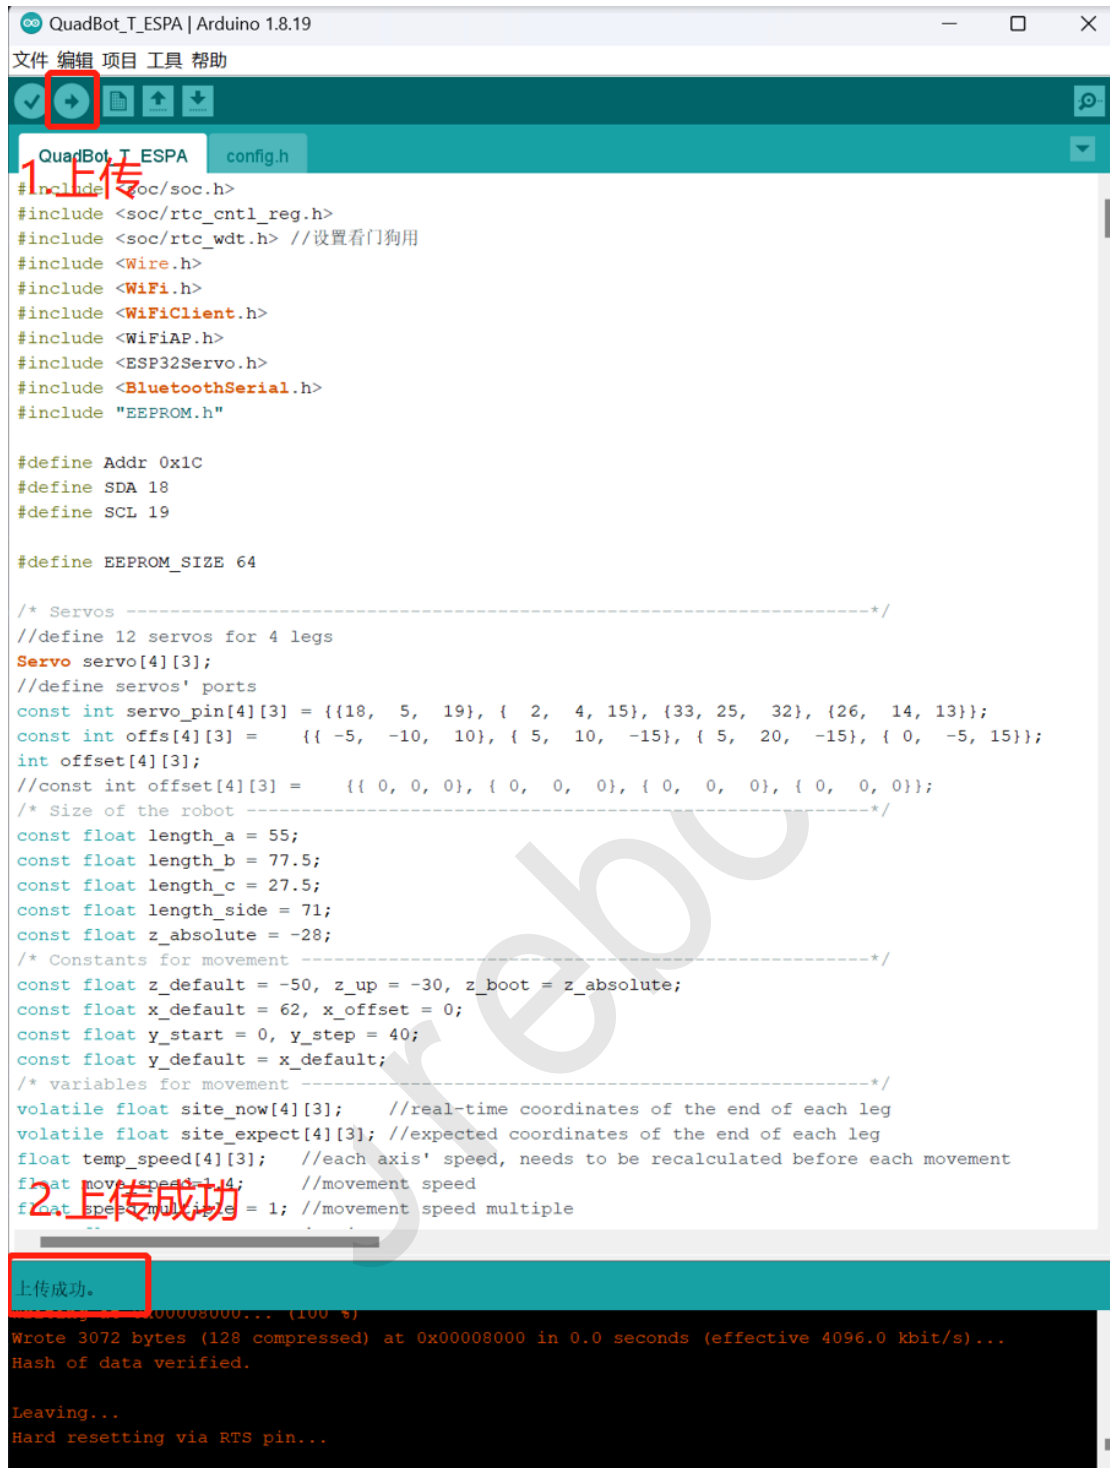 QuadBot_T_ESPA | Arduino 1.8.19
文件 编辑 项目 工具 帮助
QuadBot_T_ESPA config.h
1.上传
#include <soc/soc.h>
#include <soc/rtc_cntl_reg.h>
#include <soc/rtc_wdt.h> //设置看门狗用
#include <Wire.h>
#include <WiFi.h>
#include <WiFiClient.h>
#include <WiFiAP.h>
#include <ESP32Servo.h>
#include <BluetoothSerial.h>
#include "EEPROM.h"
#define Addr 0x1C
#define SDA 18
#define SCL 19
#define EEPROM_SIZE 64
/* Servos --------------------------------------------------------------------*/
//define 12 servos for 4 legs
Servo servo[4][3];
//define servos' ports
const int servo_pin[4][3] = {{18, 5, 19}, { 2, 4, 15}, {33, 25, 32}, {26, 14, 13}};
const int offs[4][3] = {{ -5, -10, 10}, { 5, 10, -15}, { 5, 20, -15}, { 0, -5, 15}};
int offset[4][3];
//const int offset[4][3] = {{ 0, 0, 0}, { 0, 0, 0}, { 0, 0, 0}, { 0, 0, 0}};
/* Size of the robot ---------------------------------------------------------*/
const float length_a = 55;
const float length_b = 77.5;
const float length_c = 27.5;
const float length_side = 71;
const float z_absolute = -28;
/* Constants for movement ----------------------------------------------------*/
const float z_default = -50, z_up = -30, z_boot = z_absolute;
const float x_default = 62, x_offset = 0;
const float y_start = 0, y_step = 40;
const float y_default = x_default;
/* variables for movement ----------------------------------------------------*/
volatile float site_now[4][3]; //real-time coordinates of the end of each leg
volatile float site_expect[4][3]; //expected coordinates of the end of each leg
float temp_speed[4][3]; //each axis' speed, needs to be recalculated before each movement
float move_speed=1.4; //movement speed
float speed_multiple = 1; //movement speed multiple
2.上传成功
上传成功。
Wrote 3072 bytes (128 compressed) at 0x00008000 in 0.0 seconds (effective 4096.0 kbit/s)...
Hash of data verified.
Leaving...
Hard resetting via RTS pin...